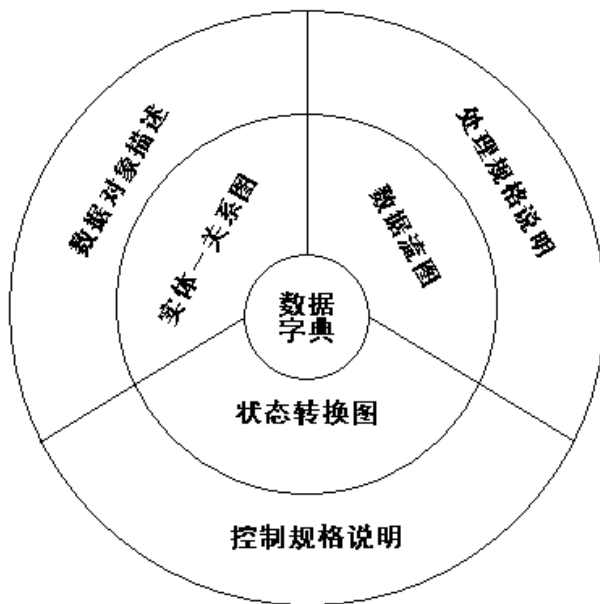 数据对象描述
实体－关系图
数据流图
处理规格说明
数据
字典
状态转换图
控制规格说明